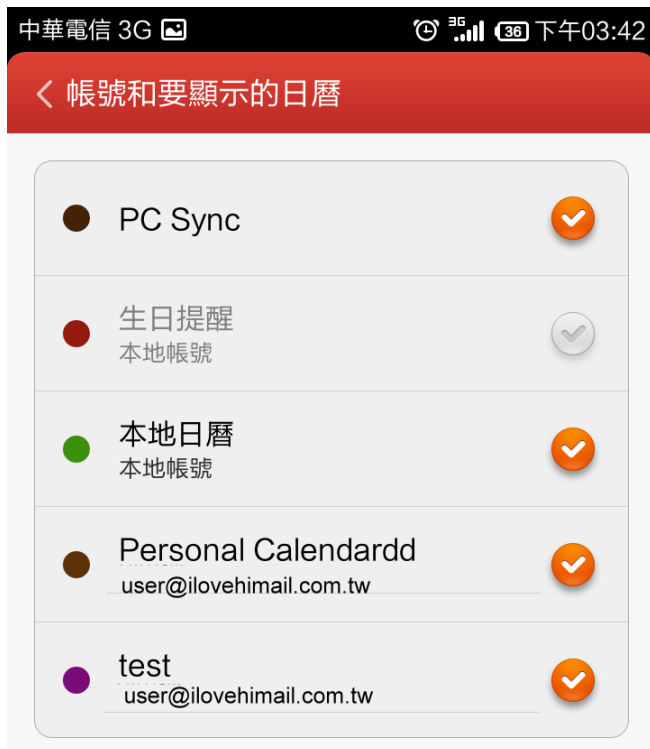 中華電信 3G 3G 36 下午03:42
帳號和要顯示的日曆
PC Sync
生日提醒
本地帳號
本地日曆
本地帳號
Personal Calendardd
user@ilovehimail.com.tw
test
user@ilovehimail.com.tw